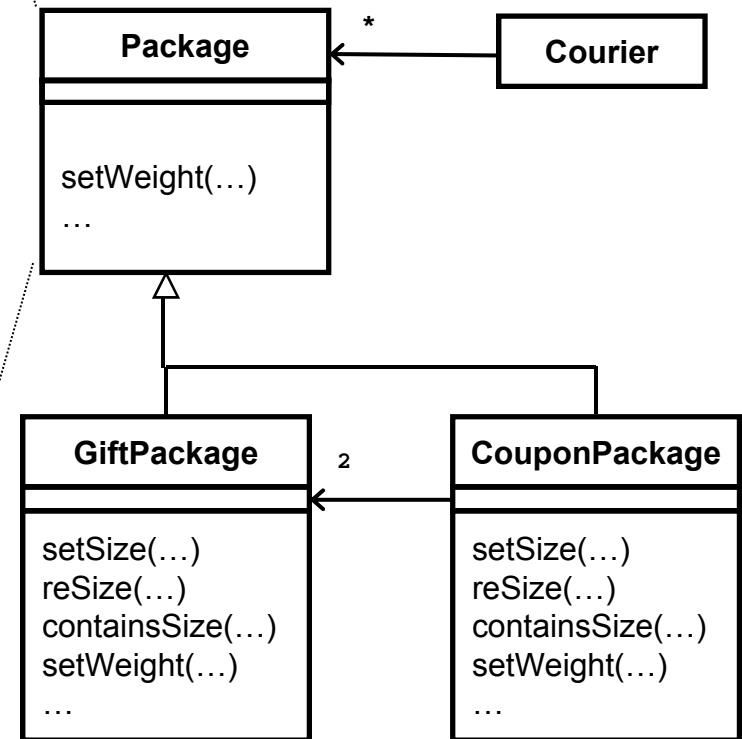 Package
*
Courier
setWeight(…)
…
GiftPackage
2
CouponPackage
setSize(…)
reSize(…)
containsSize(…)
setWeight(…)
…
setSize(…)
reSize(…)
containsSize(…)
setWeight(…)
…